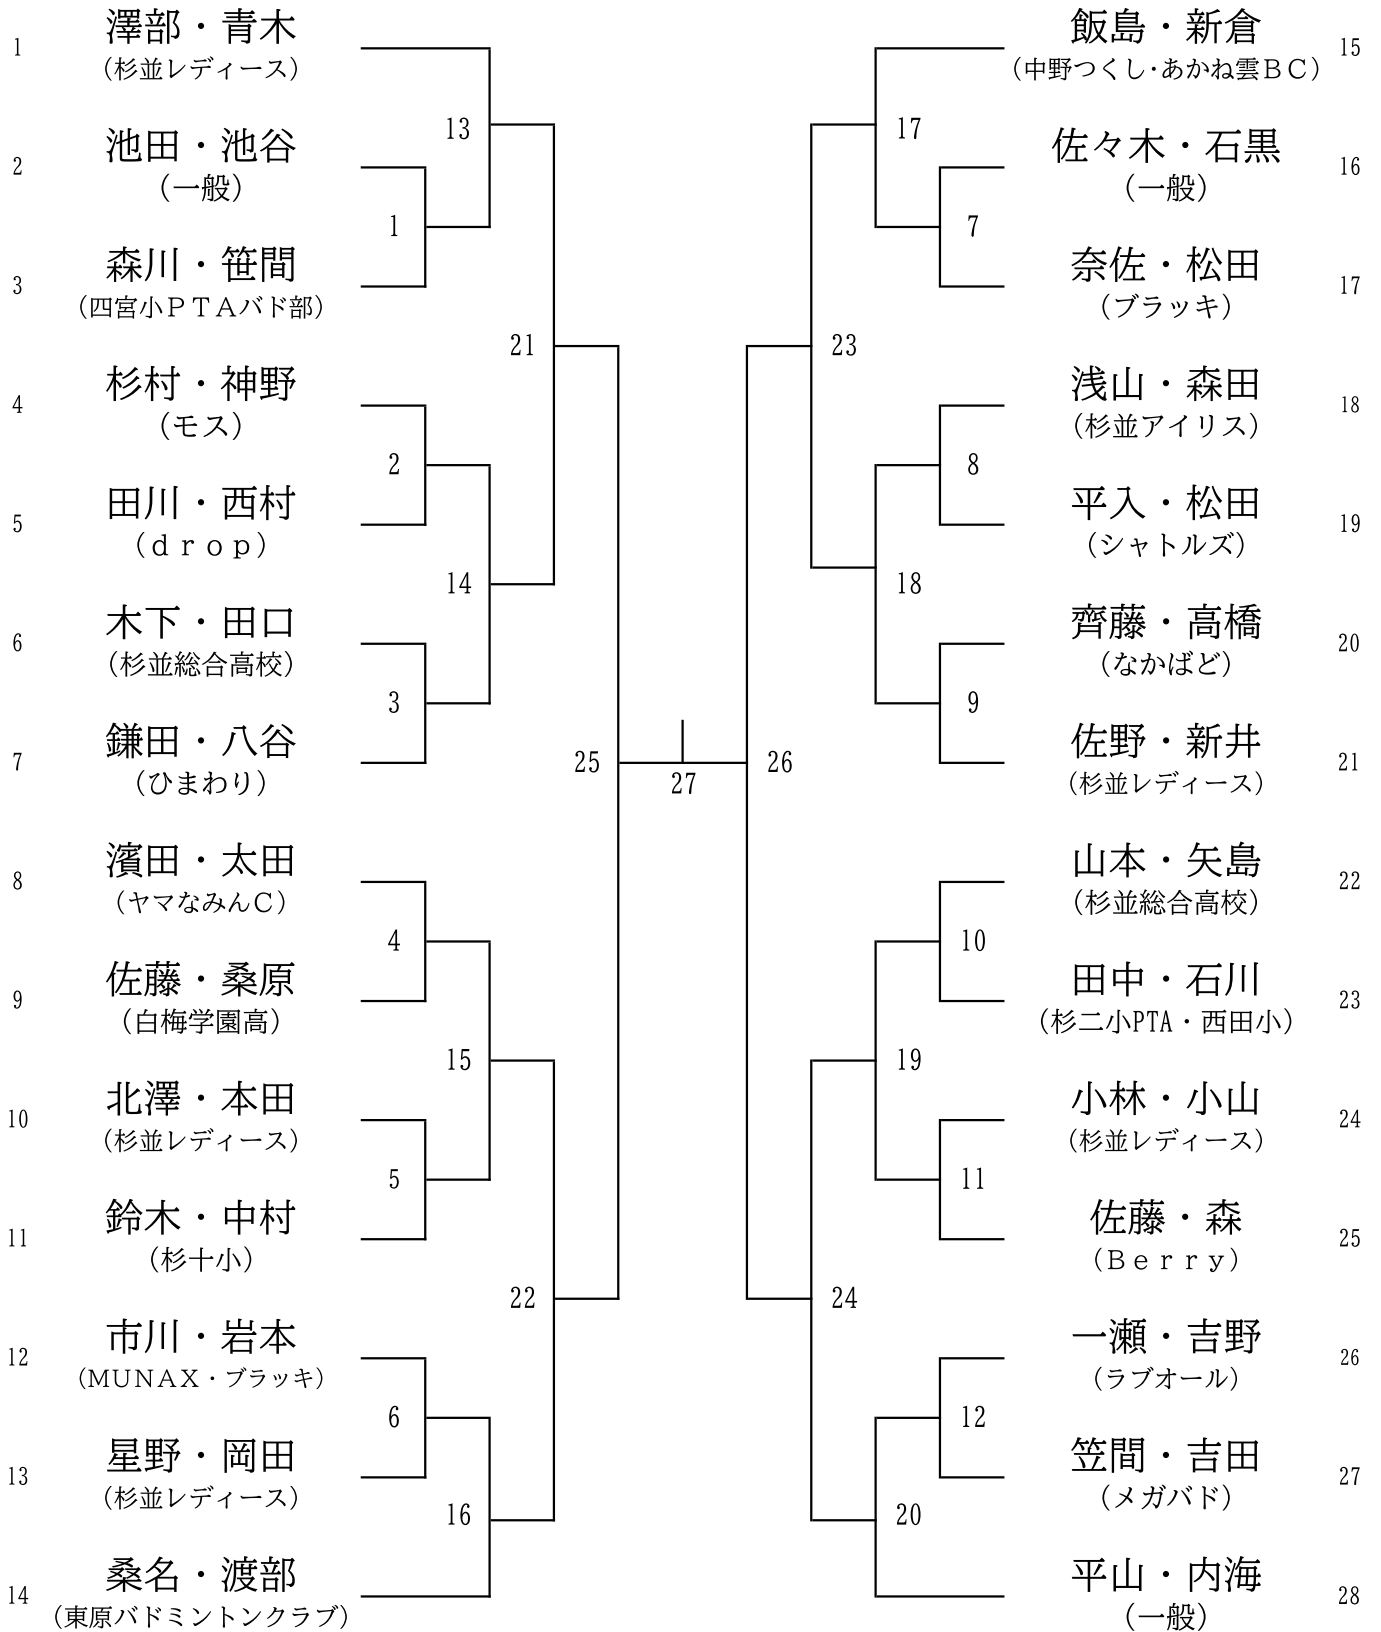 1
澤部・青木
（杉並レディース）
2
池田・池谷
（一般）
3
森川・笹間
（四宮小ＰＴＡバド部）
4
杉村・神野
（モス）
5
田川・西村
（ｄｒｏｐ）
6
木下・田口
（杉並総合高校）
7
鎌田・八谷
（ひまわり）
8
濱田・太田
（ヤマなみんＣ）
9
佐藤・桑原
（白梅学園高）
10
北澤・本田
（杉並レディース）
11
鈴木・中村
（杉十小）
12
市川・岩本
（ＭＵＮＡＸ・ブラッキ）
13
星野・岡田
（杉並レディース）
14
桑名・渡部
（東原バドミントンクラブ）
1
2
3
4
5
6
13
14
15
16
21
22
25
27
26
23
24
17
18
19
20
7
8
9
10
11
12
飯島・新倉
（中野つくし・あかね雲ＢＣ）
15
佐々木・石黒
（一般）
16
奈佐・松田
（ブラッキ）
17
浅山・森田
（杉並アイリス）
18
平入・松田
（シャトルズ）
19
齊藤・高橋
（なかばど）
20
佐野・新井
（杉並レディース）
21
山本・矢島
（杉並総合高校）
22
田中・石川
（杉二小PTA・西田小）
23
小林・小山
（杉並レディース）
24
佐藤・森
（Ｂｅｒｒｙ）
25
一瀬・吉野
（ラブオール）
26
笠間・吉田
（メガバド）
27
平山・内海
（一般）
28